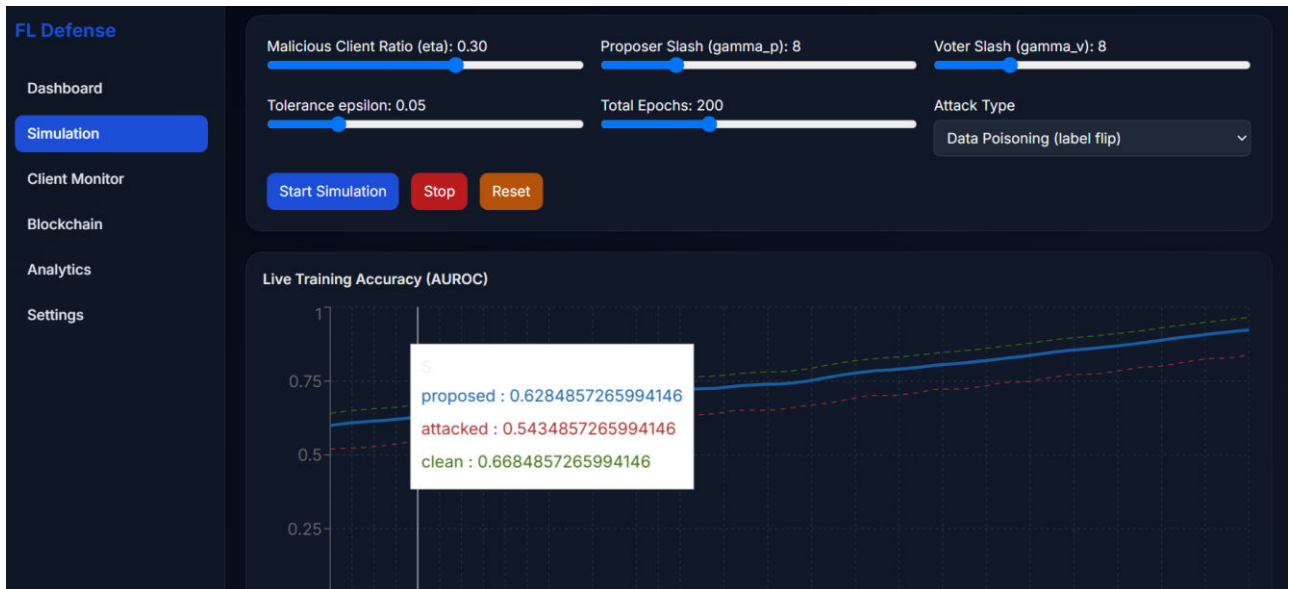 FL Defense
Dashboard
Simulation
Client Monitor
Blockchain
Analytics
Settings
Malicious Client Ratio (eta): 0.30
Proposer Slash (gamma_p): 8
Voter Slash (gamma_v): 8
Tolerance epsilon: 0.05
Total Epochs: 200
Attack Type
Data Poisoning (label flip)
Start Simulation
Stop
Reset
Live Training Accuracy (AUROC)
1
0.75
0.5
0.25
5
proposed : 0.6284857265994146
attacked : 0.5434857265994146
clean : 0.6684857265994146